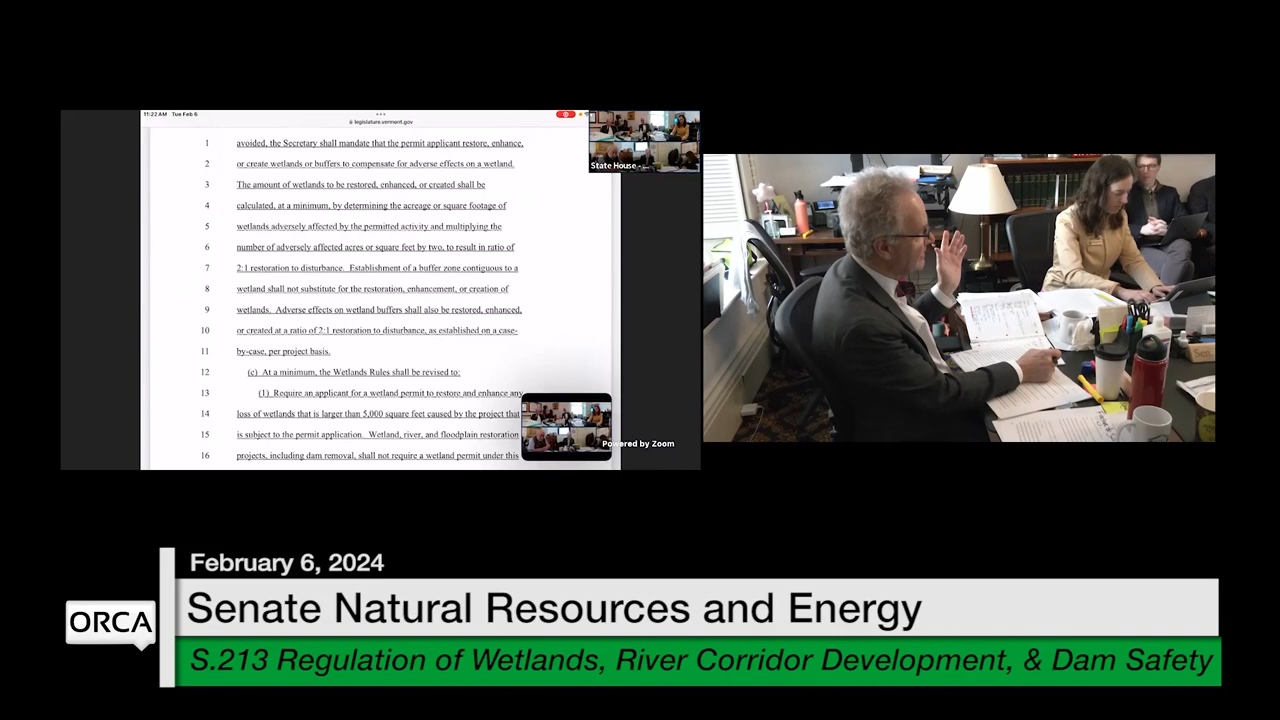 11:22 AM Tue Feb 6
legislature.vermont.gov
State House -
1 avoided, the Secretary shall mandate that the permit applicant restore, enhance,
2 or create wetlands or buffers to compensate for adverse effects on a wetland.
3 The amount of wetlands to be restored, enhanced, or created shall be
4 calculated, at a minimum, by determining the acreage or square footage of
5 wetlands adversely affected by the permitted activity and multiplying the
6 number of adversely affected acres or square feet by two, to result in ratio of
7 2:1 restoration to disturbance. Establishment of a buffer zone contiguous to a
8 wetland shall not substitute for the restoration, enhancement, or creation of
9 wetlands. Adverse effects on wetland buffers shall also be restored, enhanced,
10 or created at a ratio of 2:1 restoration to disturbance, as established on a case-
11 by-case, per project basis.
12 (c) At a minimum, the Wetlands Rules shall be revised to:
13 (1) Require an applicant for a wetland permit to restore and enhance any
14 loss of wetlands that is larger than 5,000 square feet caused by the project that
15 is subject to the permit application. Wetland, river, and floodplain restoration
16 projects, including dam removal, shall not require a wetland permit under this
Powered by Zoom
Sen.
February 6, 2024
Senate Natural Resources and Energy
ORCA
S.213 Regulation of Wetlands, River Corridor Development, & Dam Safety